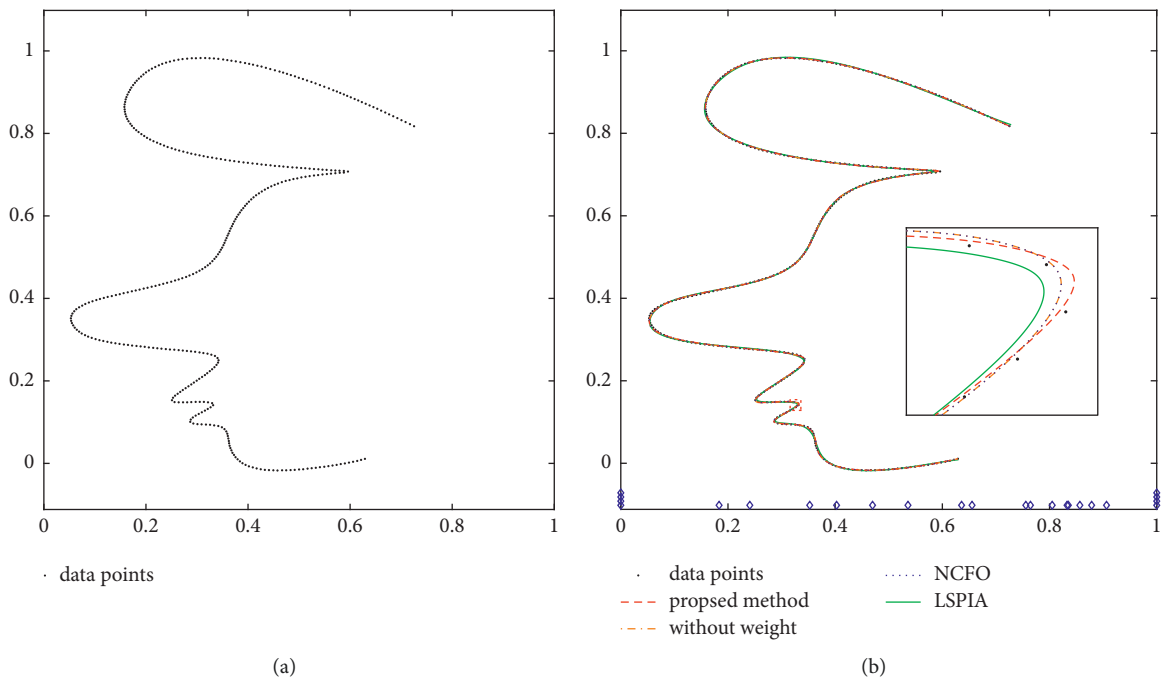 1
0.8
0.6
0.4
0.2
0
0 0.2 0.4 0.6 0.8 1
data points
(a)
1
0.8
0.6
0.4
0.2
0
0 0.2 0.4 0.6 0.8 1
data points
propsed method
without weight
NCFO
LSPIA
(b)